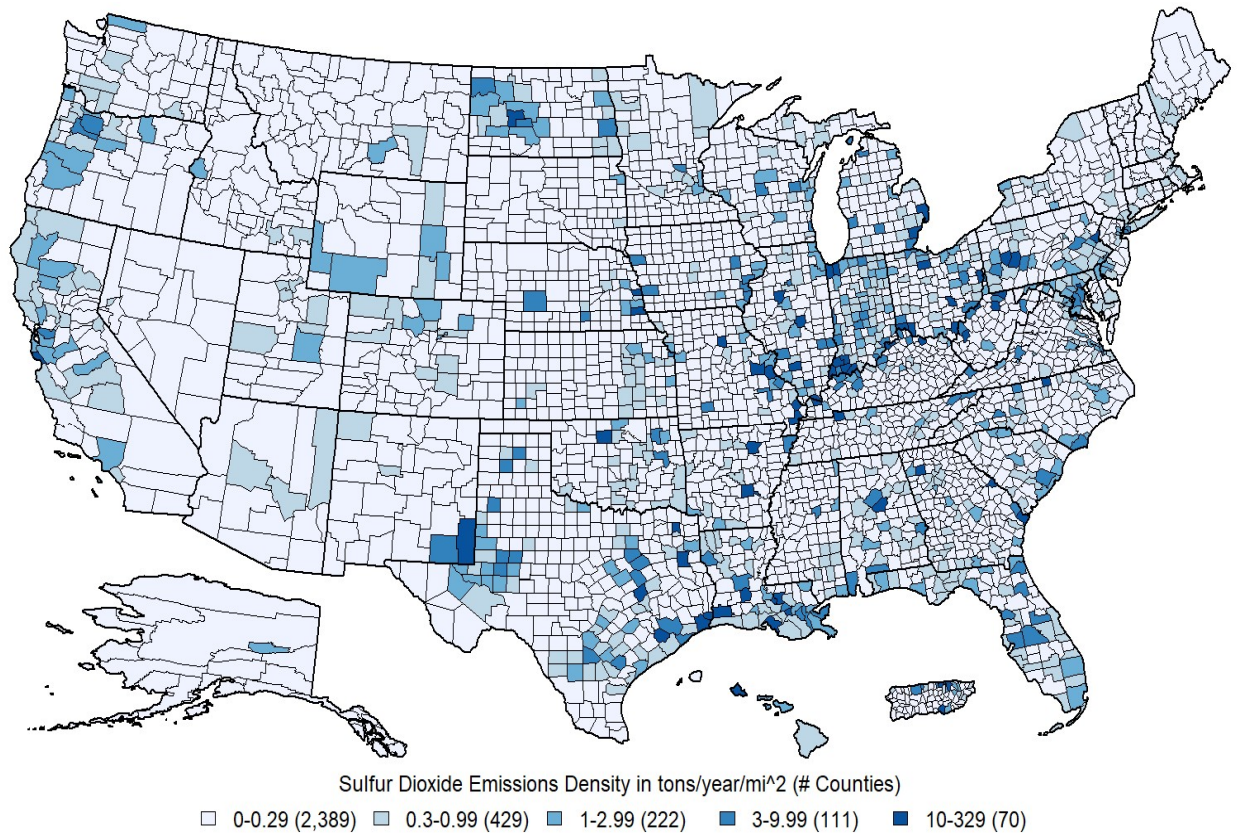 Sulfur Dioxide Emissions Density in tons/year/mi^2 (# Counties)
0-0.29 (2,389) 0.3-0.99 (429) 1-2.99 (222) 3-9.99 (111) 10-329 (70)